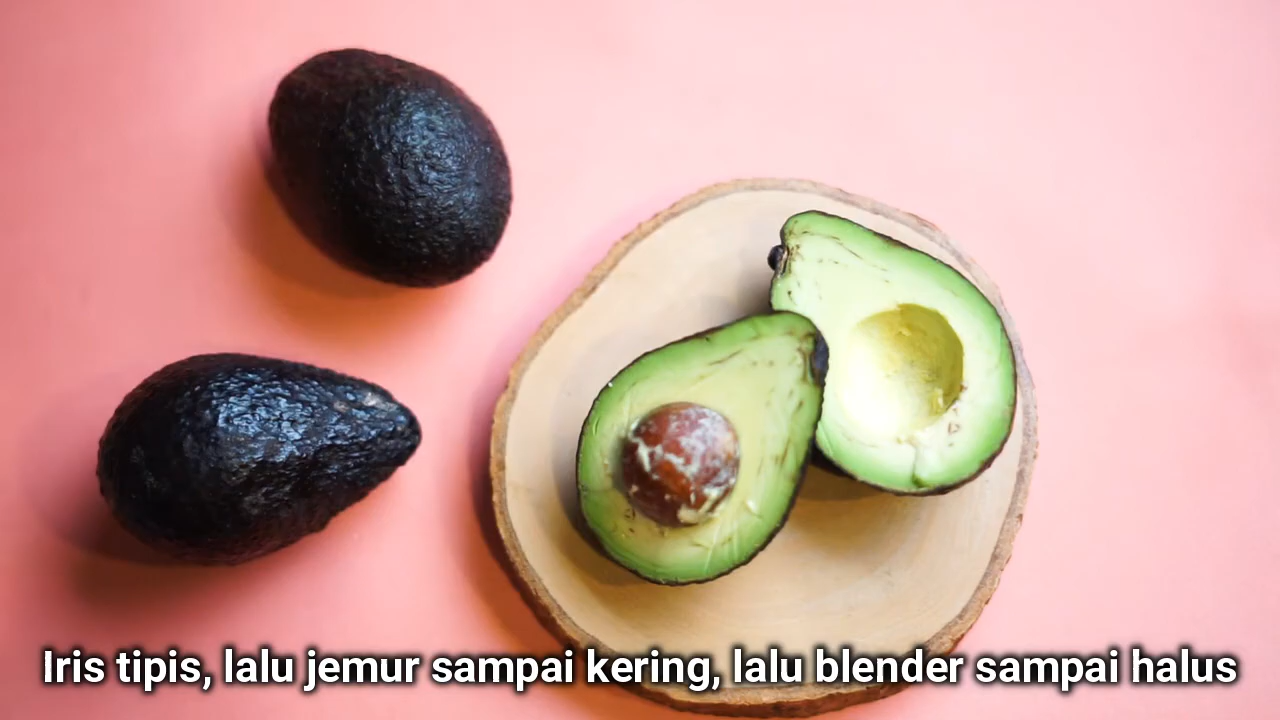 Iris tipis, lalu jemur sampai kering, lalu blender sampai halus